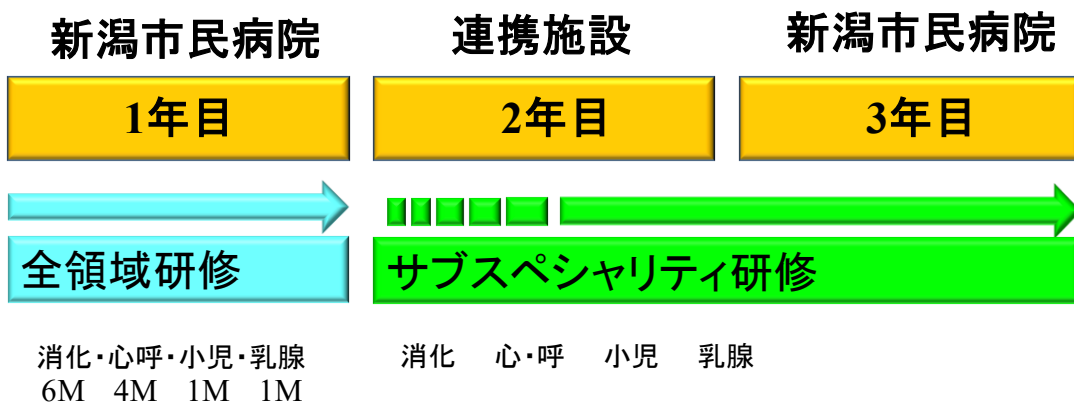 新潟市民病院 連携施設 新潟市民病院
1年目 2年目 3年目
全領域研修 サブスペシャリティ研修
消化・心呼・小児・乳腺 消化 心・呼 小児 乳腺
6M 4M 1M 1M